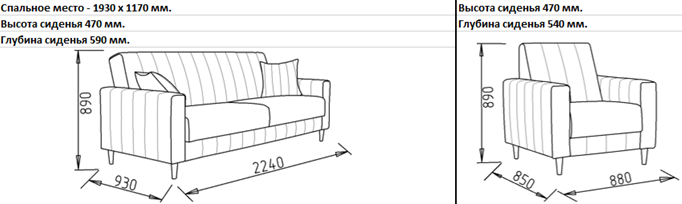 Спальное место - 1930 х 1170 мм.
Высота сиденья 470 мм.
Глубина сиденья 590 мм.
890
930
2240
Высота сиденья 470 мм.
Глубина сиденья 540 мм.
890
850
880